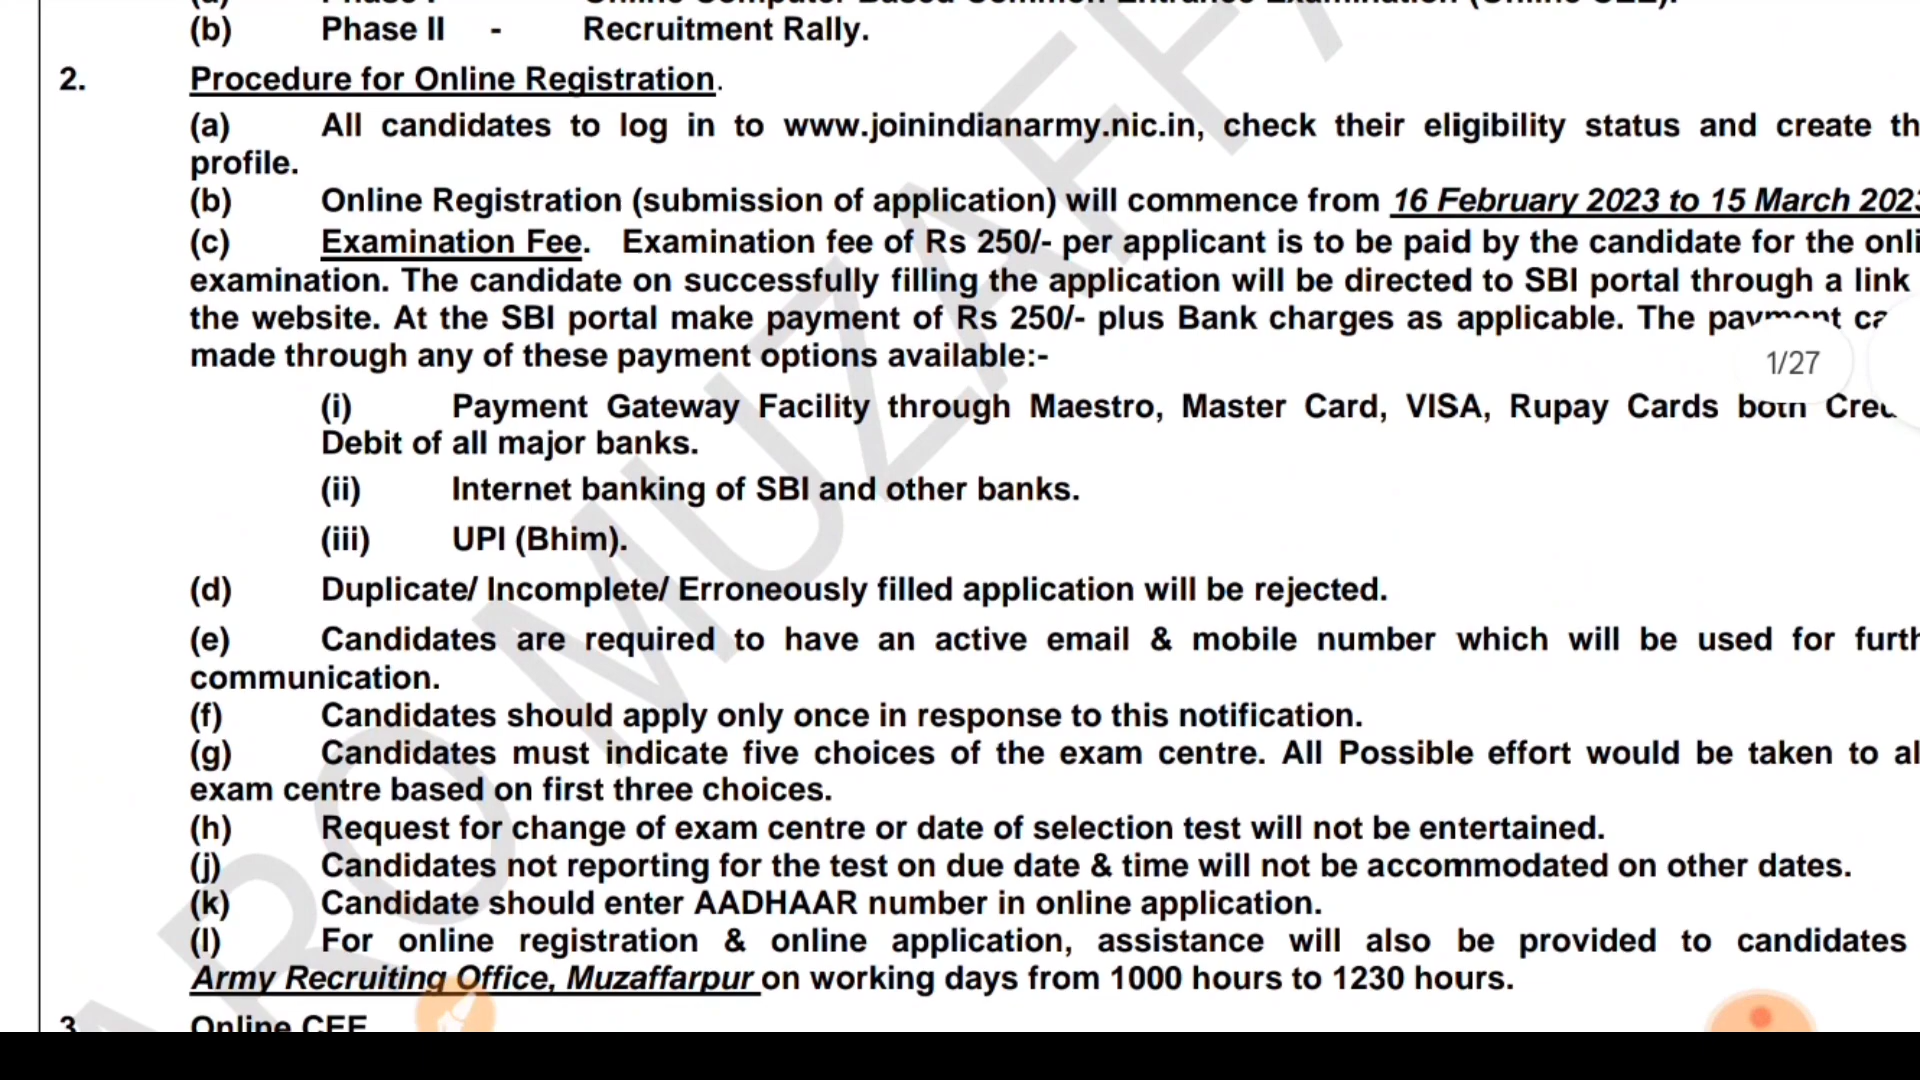 (b) Phase II - Recruitment Rally.
2. Procedure for Online Registration.
(a) All candidates to log in to www.joinindianarmy.nic.in, check their eligibility status and create th
profile.
(b) Online Registration (submission of application) will commence from 16 February 2023 to 15 March 2023
(c) Examination Fee. Examination fee of Rs 250/- per applicant is to be paid by the candidate for the onli
examination. The candidate on successfully filling the application will be directed to SBI portal through a link
the website. At the SBI portal make payment of Rs 250/- plus Bank charges as applicable. The payment ca
made through any of these payment options available:-
1/27
(i) Payment Gateway Facility through Maestro, Master Card, VISA, Rupay Cards both Cred
Debit of all major banks.
(ii) Internet banking of SBI and other banks.
(iii) UPI (Bhim).
(d) Duplicate/ Incomplete/ Erroneously filled application will be rejected.
(e) Candidates are required to have an active email & mobile number which will be used for furth
communication.
(f) Candidates should apply only once in response to this notification.
(g) Candidates must indicate five choices of the exam centre. All Possible effort would be taken to al
exam centre based on first three choices.
(h) Request for change of exam centre or date of selection test will not be entertained.
(j) Candidates not reporting for the test on due date & time will not be accommodated on other dates.
(k) Candidate should enter AADHAAR number in online application.
(l) For online registration & online application, assistance will also be provided to candidates
Army Recruiting Office, Muzaffarpur on working days from 1000 hours to 1230 hours.
3 Online CEE
ARO MUZAFFA